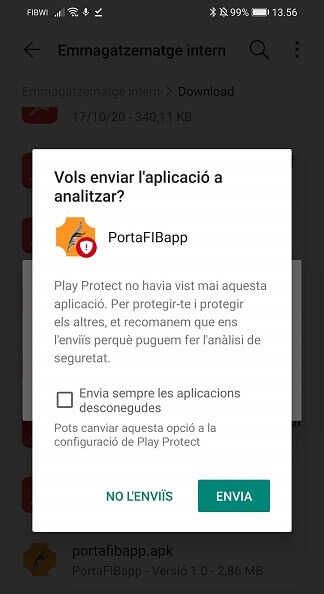 FIBWI 99% 13.56
Emmagatzematge intern
Emmagatzematge intern > Download
17/10/20 - 340,11 KB
Vols enviar l'aplicació a
analitzar?
PortaFIBapp
Play Protect no havia vist mai aquesta
aplicació. Per protegir-te i protegir
els altres, et recomanem que ens
l'enviïs perquè puguem fer l'anàlisi de
seguretat.
Envia sempre les aplicacions
desconegudes
Pots canviar aquesta opció a la
configuració de Play Protect
NO L'ENVIÏS ENVIA
portafibapp.apk
PortaFIBapp - Versió 1.0 - 2,86 MB